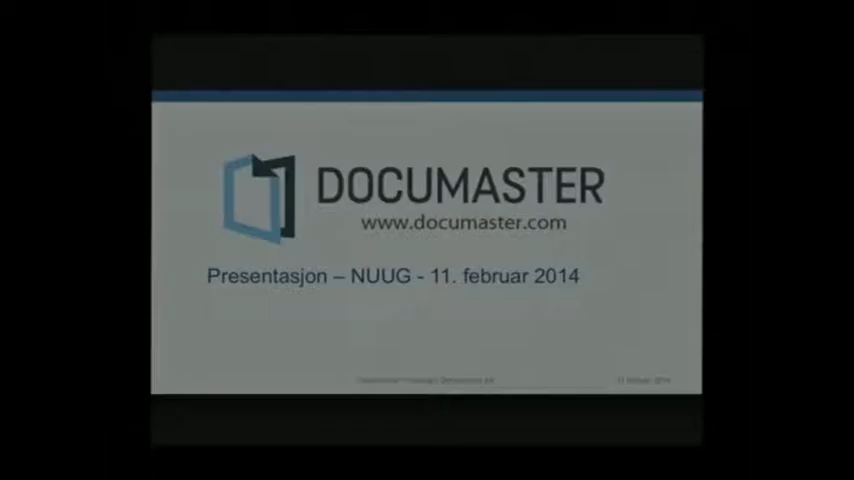 DOCUMASTER
www.documaster.com
Presentasjon – NUUG - 11. februar 2014